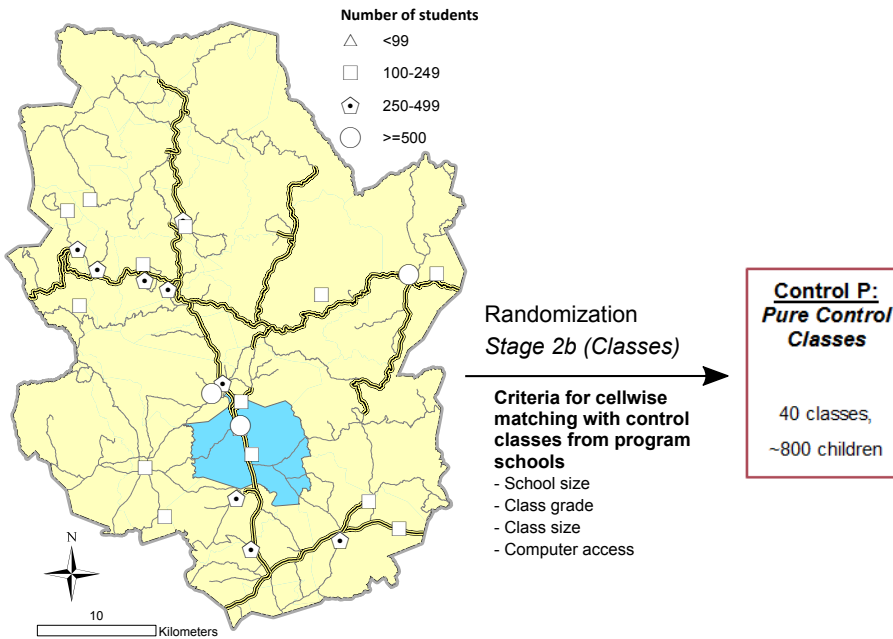 Number of students
<99
100-249
250-499
>=500
Randomization
Stage 2b (Classes)
Criteria for cellwise
matching with control
classes from program
schools
- School size
- Class grade
- Class size
- Computer access
Control P:
Pure Control
Classes
40 classes,
~800 children
N
10
Kilometers